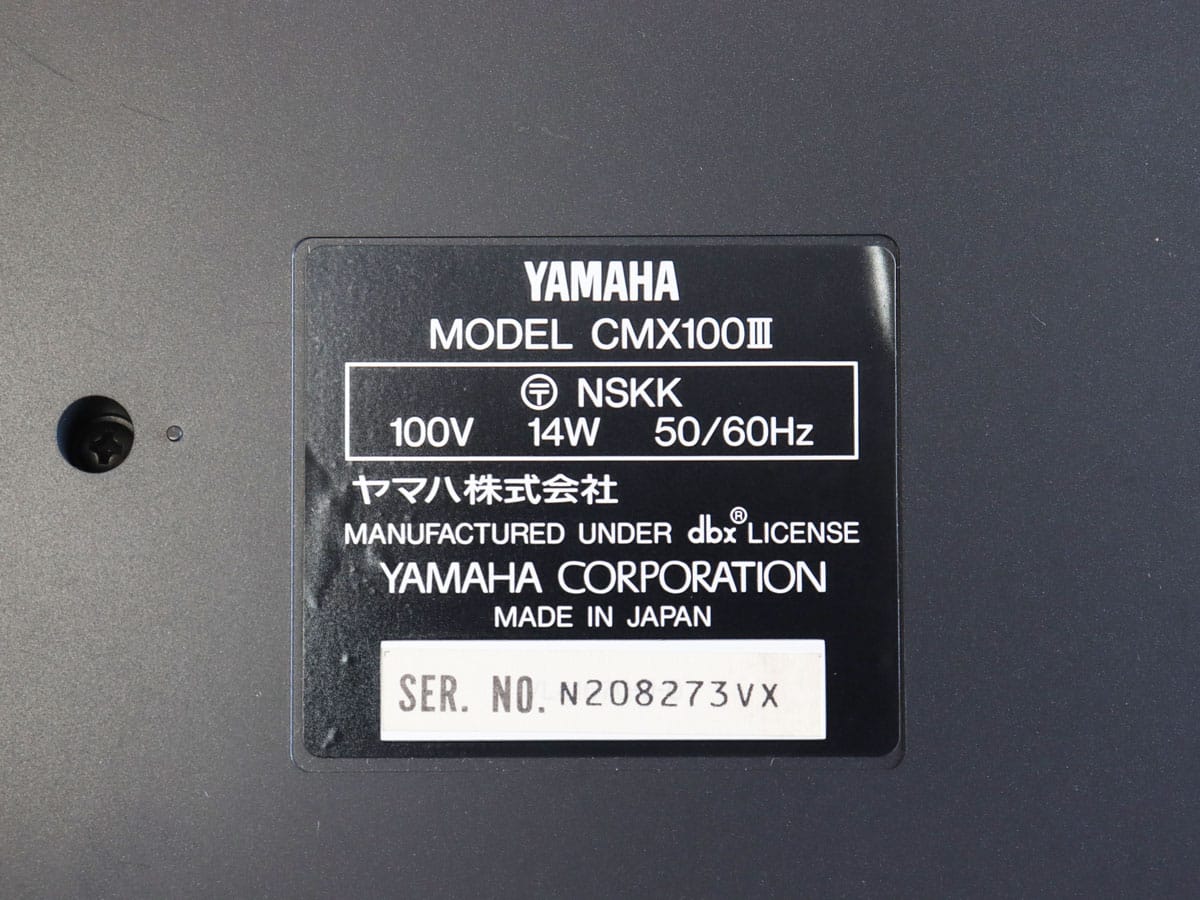 YAMAHA
MODEL CMX100Ⅲ
〶 NSKK
100V 14W 50/60Hz
ヤマハ株式会社
MANUFACTURED UNDER dbx® LICENSE
YAMAHA CORPORATION
MADE IN JAPAN
SER. NO. N208273VX